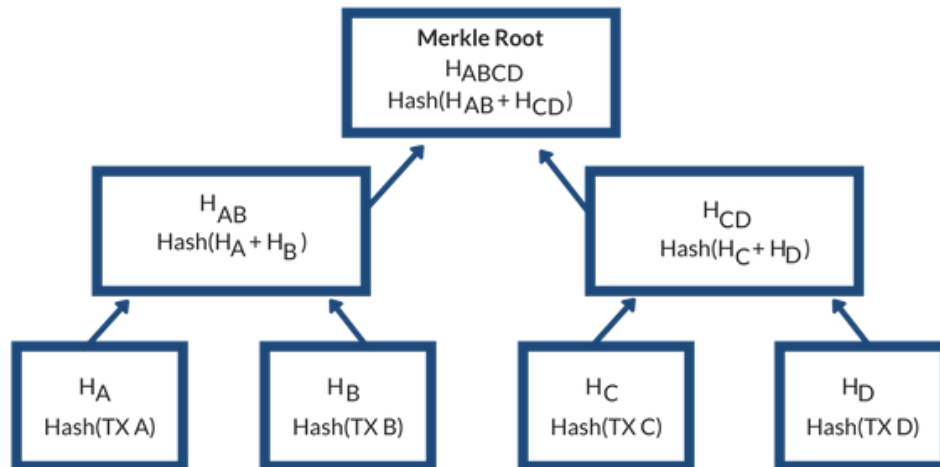 Merkle Root
HABCD
Hash(HAB + HCD)
HAB
Hash(HA + HB)
HCD
Hash(HC + HD)
HA
Hash(TX A)
HB
Hash(TX B)
HC
Hash(TX C)
HD
Hash(TX D)